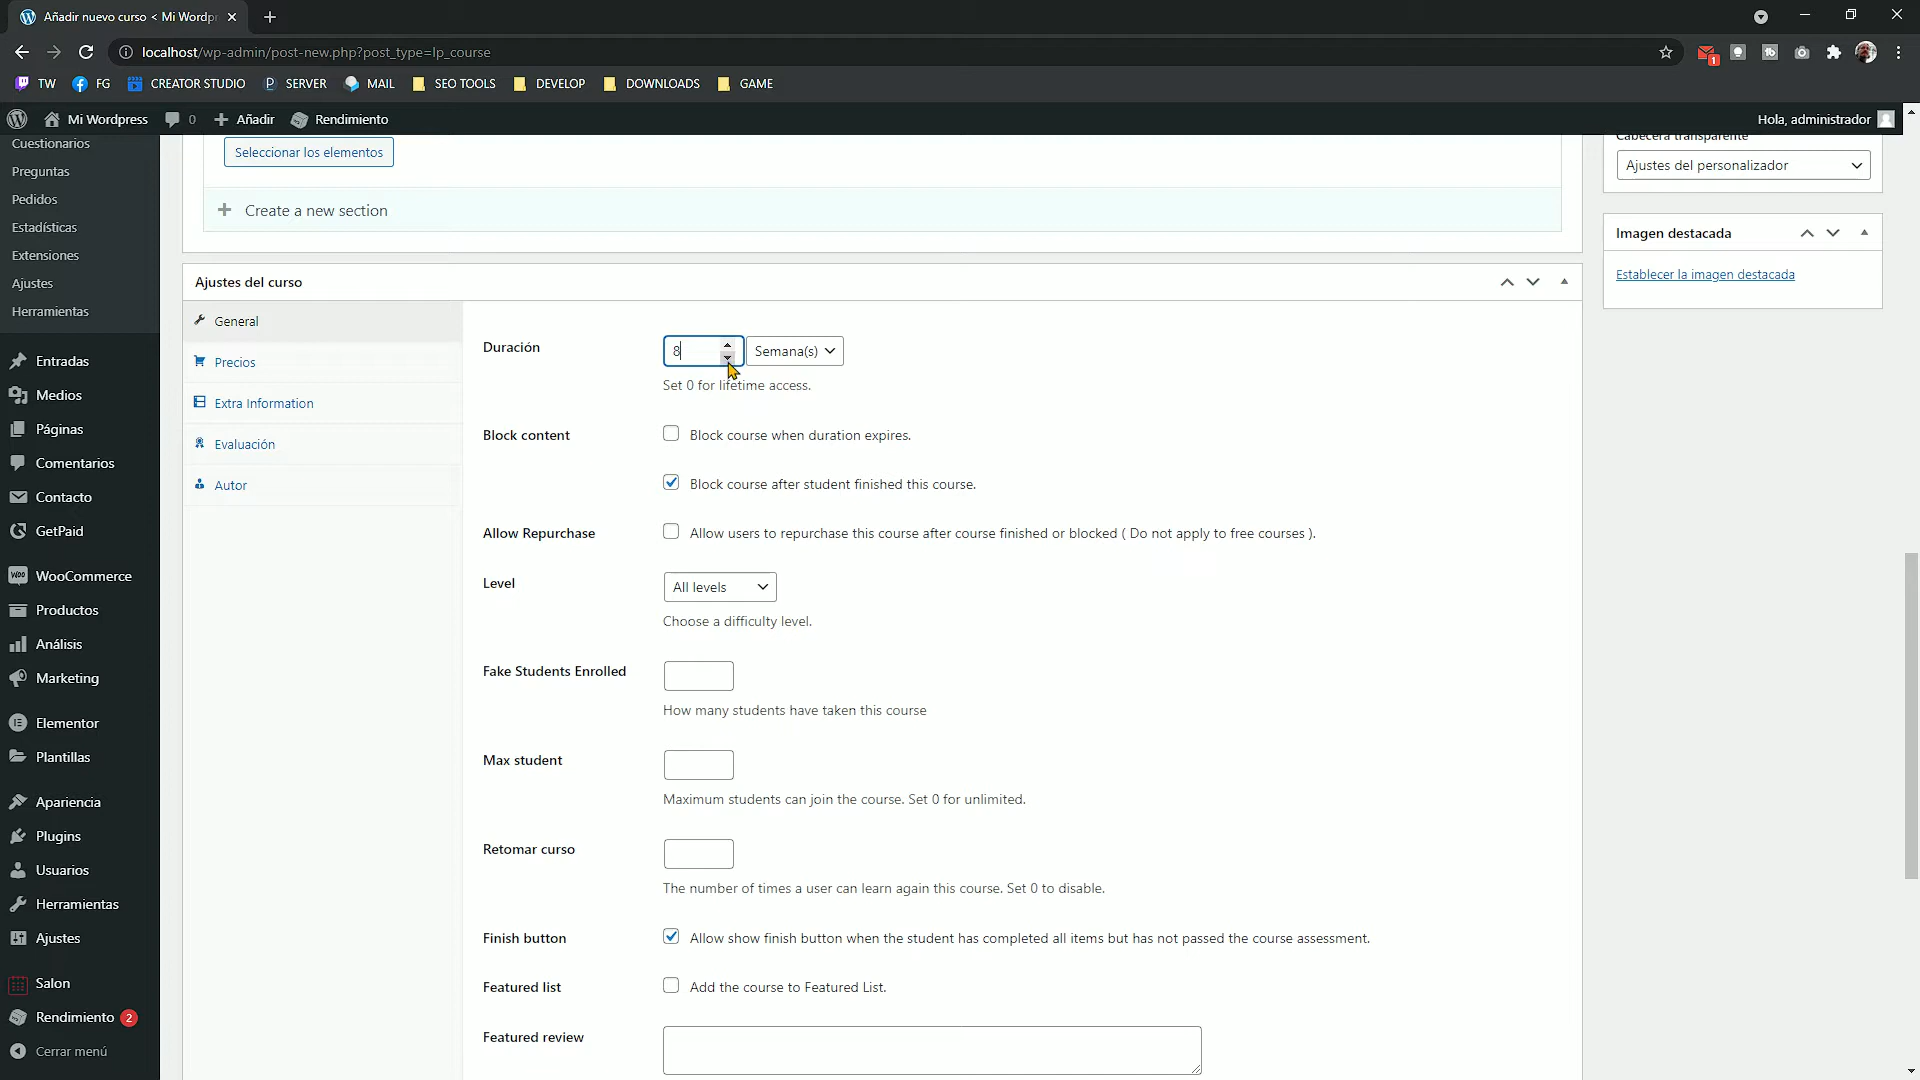 Añadir nuevo curso < Mi Wordpr
localhost/wp-admin/post-new.php?post_type=lp_course
1
TW
FG
CREATOR STUDIO
SERVER
MAIL
SEO TOOLS
DEVELOP
DOWNLOADS
GAME
Mi Wordpress
0
Añadir
Rendimiento
Hola, administrador
Cuestionarios
Preguntas
Pedidos
Estadísticas
Extensiones
Ajustes
Herramientas
Entradas
Medios
Páginas
Comentarios
Contacto
GetPaid
WooCommerce
Productos
Análisis
Marketing
Elementor
Plantillas
Apariencia
Plugins
Usuarios
Herramientas
Ajustes
Salon
Rendimiento 2
Cerrar menú
Seleccionar los elementos
Create a new section
Ajustes del curso
General
Precios
Extra Information
Evaluación
Autor
Duración
8
Semana(s)
Set 0 for lifetime access.
Block content
Block course when duration expires.
Block course after student finished this course.
Allow Repurchase
Allow users to repurchase this course after course finished or blocked ( Do not apply to free courses ).
Level
All levels
Choose a difficulty level.
Fake Students Enrolled
How many students have taken this course
Max student
Maximum students can join the course. Set 0 for unlimited.
Retomar curso
The number of times a user can learn again this course. Set 0 to disable.
Finish button
Allow show finish button when the student has completed all items but has not passed the course assessment.
Featured list
Add the course to Featured List.
Featured review
Cabecera transparente
Ajustes del personalizador
Imagen destacada
Establecer la imagen destacada